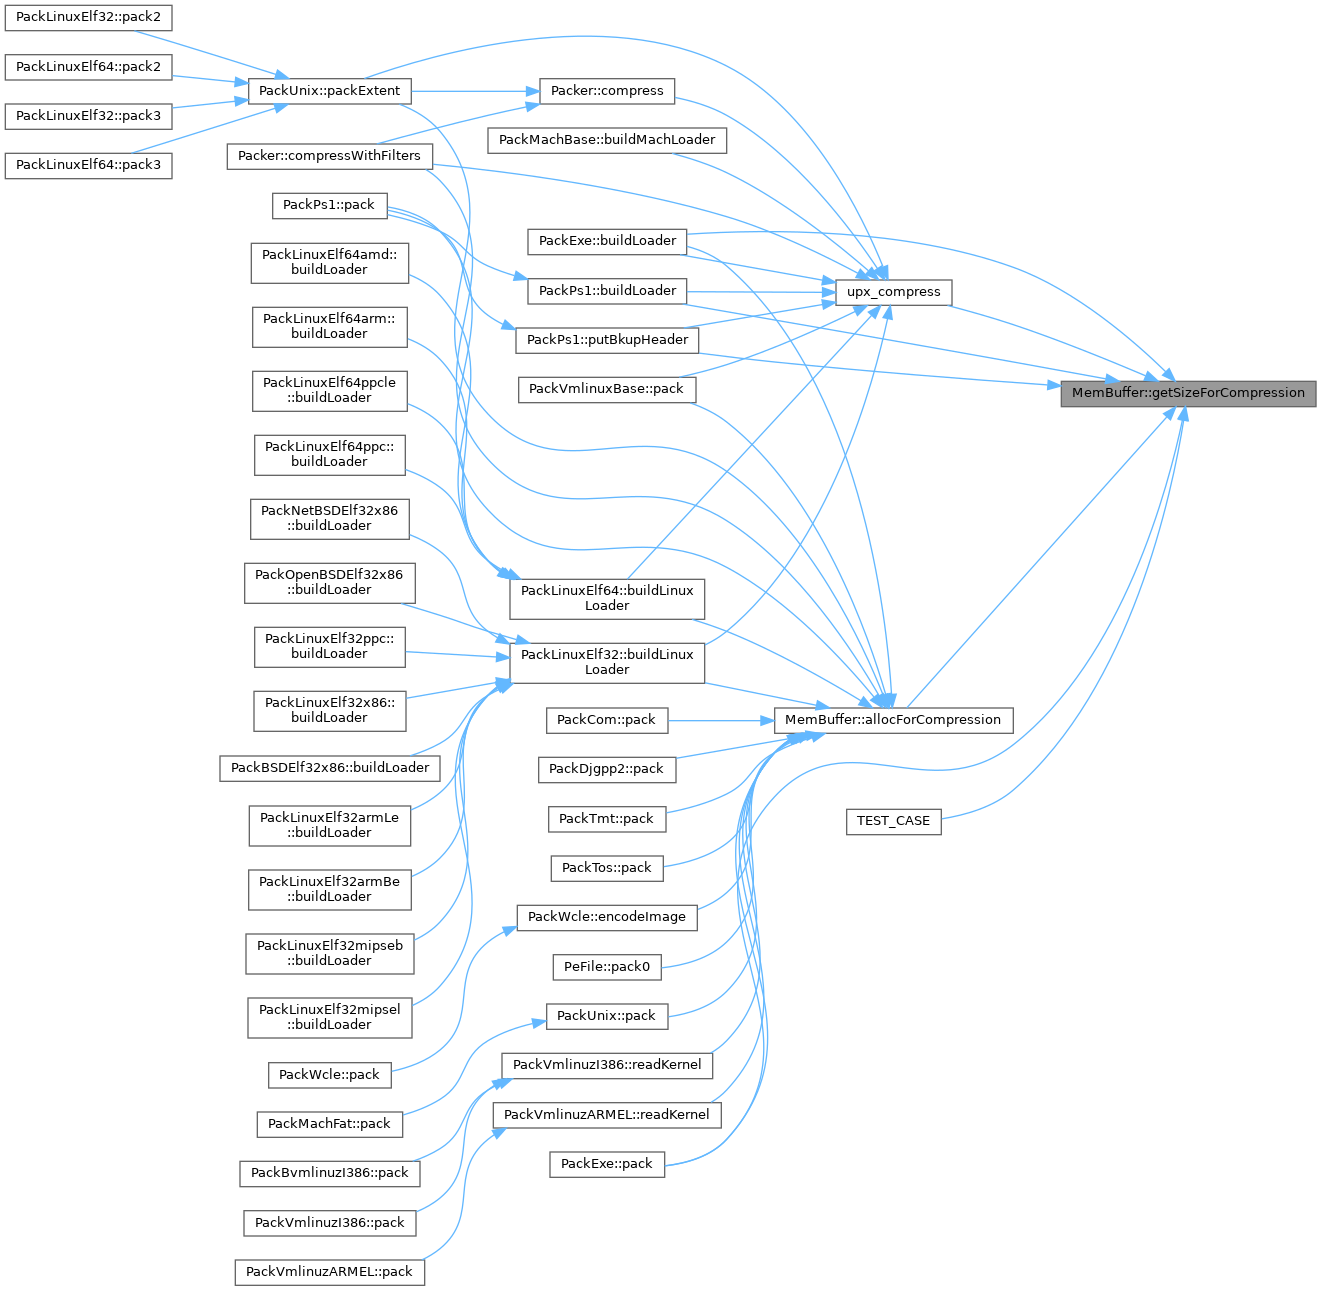 PackLinuxElf32::pack2
PackLinuxElf64::pack2
PackLinuxElf32::pack3
PackLinuxElf64::pack3
PackUnix::packExtent
Packer::compressWithFilters
PackPs1::pack
PackLinuxElf64amd::
buildLoader
PackLinuxElf64arm::
buildLoader
PackLinuxElf64ppcle
::buildLoader
PackLinuxElf64ppc::
buildLoader
PackNetBSDElf32x86
::buildLoader
PackOpenBSDElf32x86
::buildLoader
PackLinuxElf32ppc::
buildLoader
PackLinuxElf32x86::
buildLoader
PackBSDElf32x86::buildLoader
PackLinuxElf32armLe
::buildLoader
PackLinuxElf32armBe
::buildLoader
PackLinuxElf32mipseb
::buildLoader
PackLinuxElf32mipsel
::buildLoader
PackWcle::pack
PackMachFat::pack
PackBvmlinuzI386::pack
PackVmlinuzI386::pack
PackVmlinuzARMEL::pack
Packer::compress
PackMachBase::buildMachLoader
PackExe::buildLoader
PackPs1::buildLoader
PackPs1::putBkupHeader
PackVmlinuxBase::pack
PackLinuxElf64::buildLinux
Loader
PackLinuxElf32::buildLinux
Loader
PackCom::pack
PackDjgpp2::pack
PackTmt::pack
PackTos::pack
PackWcle::encodeImage
PeFile::pack0
PackUnix::pack
PackVmlinuzI386::readKernel
PackVmlinuzARMEL::readKernel
PackExe::pack
upx_compress
MemBuffer::allocForCompression
TEST_CASE
MemBuffer::getSizeForCompression